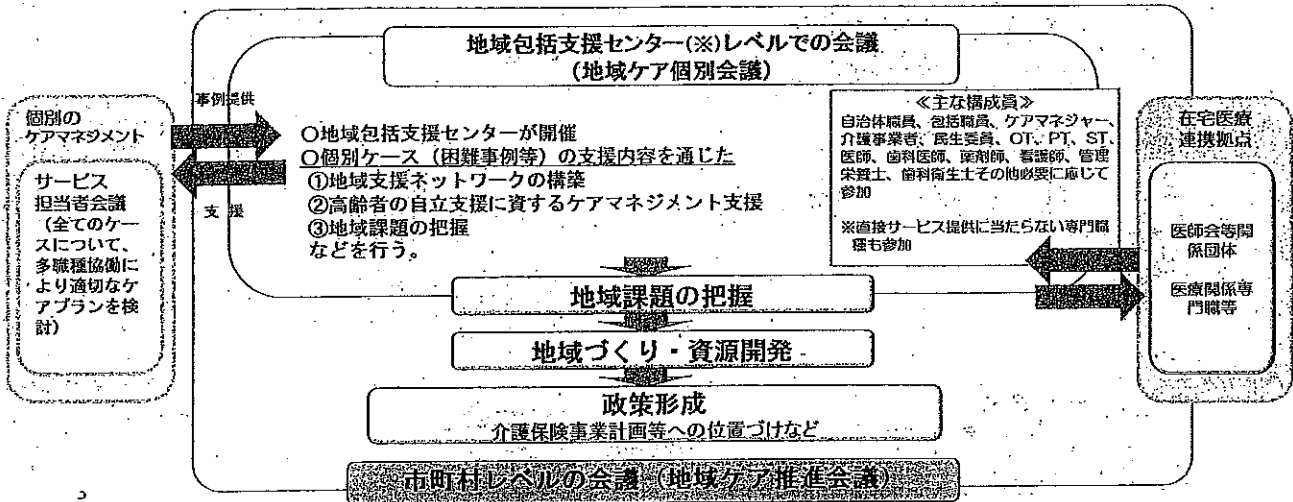 地域包括支援センター(※)レベルでの会議
(地域ケア個別会議)
個別の
ケアマネジメント
サービス
担当者会議
(全てのケー
スについて、
多職種協働に
より適切なケ
アプランを検
討)
事例提供
支援
〇地域包括支援センターが開催
〇個別ケース(困難事例等)の支援内容を通じた
①地域支援ネットワークの構築
②高齢者の自立支援に資するケアマネジメント支援
③地域課題の把握
などを行う。
≪主な構成員≫
自治体職員、包括職員、ケアマネジャー、
介護事業者、民生委員、OT、PT、ST、
医師、歯科医師、薬剤師、看護師、管理
栄養士、歯科衛生士その他必要に応じて
参加
※直接サービス提供に当たらない専門職
種も参加
在宅医療
連携拠点
医師会等関
係団体
医療関係専
門職等
地域課題の把握
地域づくり・資源開発
政策形成
介護保険事業計画等への位置づけなど
市町村レベルの会議(地域ケア推進会議)